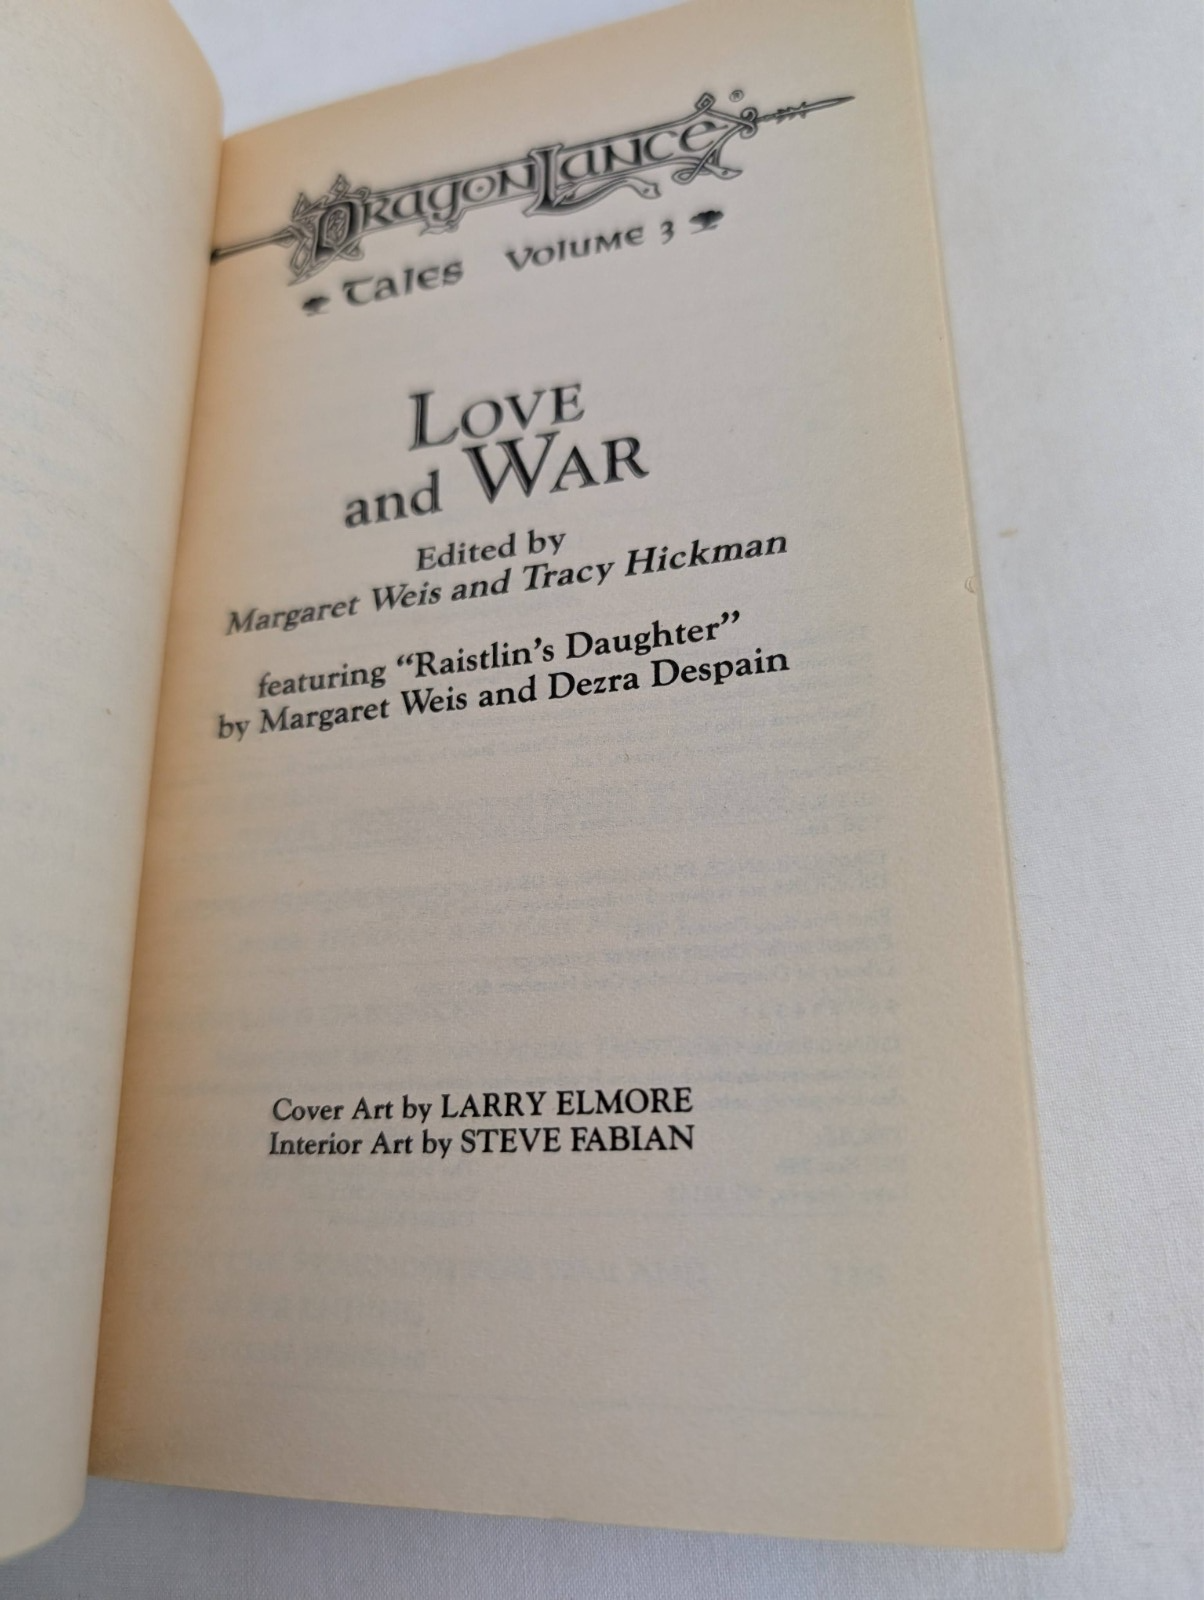 DRAGONLANCE®
TALES VOLUME 3
LOVE
and WAR
Edited by
Margaret Weis and Tracy Hickman
featuring “Raistlin’s Daughter”
by Margaret Weis and Dezra Despain
Cover Art by LARRY ELMORE
Interior Art by STEVE FABIAN